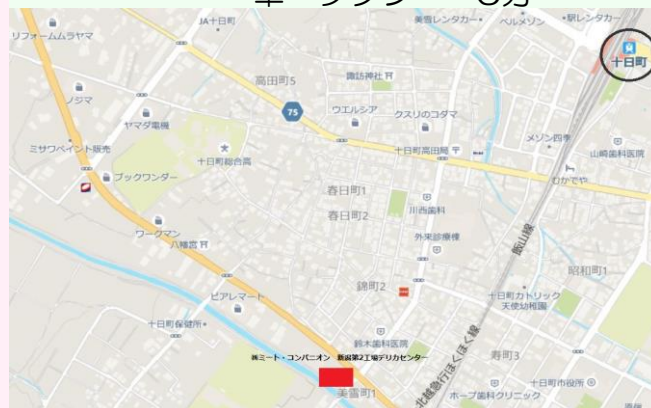 JA十日町
美雪レンタカー
ベルメゾン
駅レンタカー
リフォームムラヤマ
十日町
高田町5
諏訪神社
ノジマ
75
ウエルシア
クスリのコダマ
ヤマダ電機
メゾン四季
ミサワペイント販売
十日町総合高
十日町高田局
山崎歯科医院
むかでや
ブックワンダー
春日町1
川西歯科
春日町2
ワークマン
外来診療棟
飯山線
八幡宮
昭和町1
錦町2
ピアレマート
十日町カトリック
天使幼稚園
十日町保健所
鈴木歯科医院
北越急行ほくほく線
寿町3
㈱ミート・コンパニオン 新潟第2工場デリカセンター
十日町市役所
美雪町1
ホープ歯科クリニック